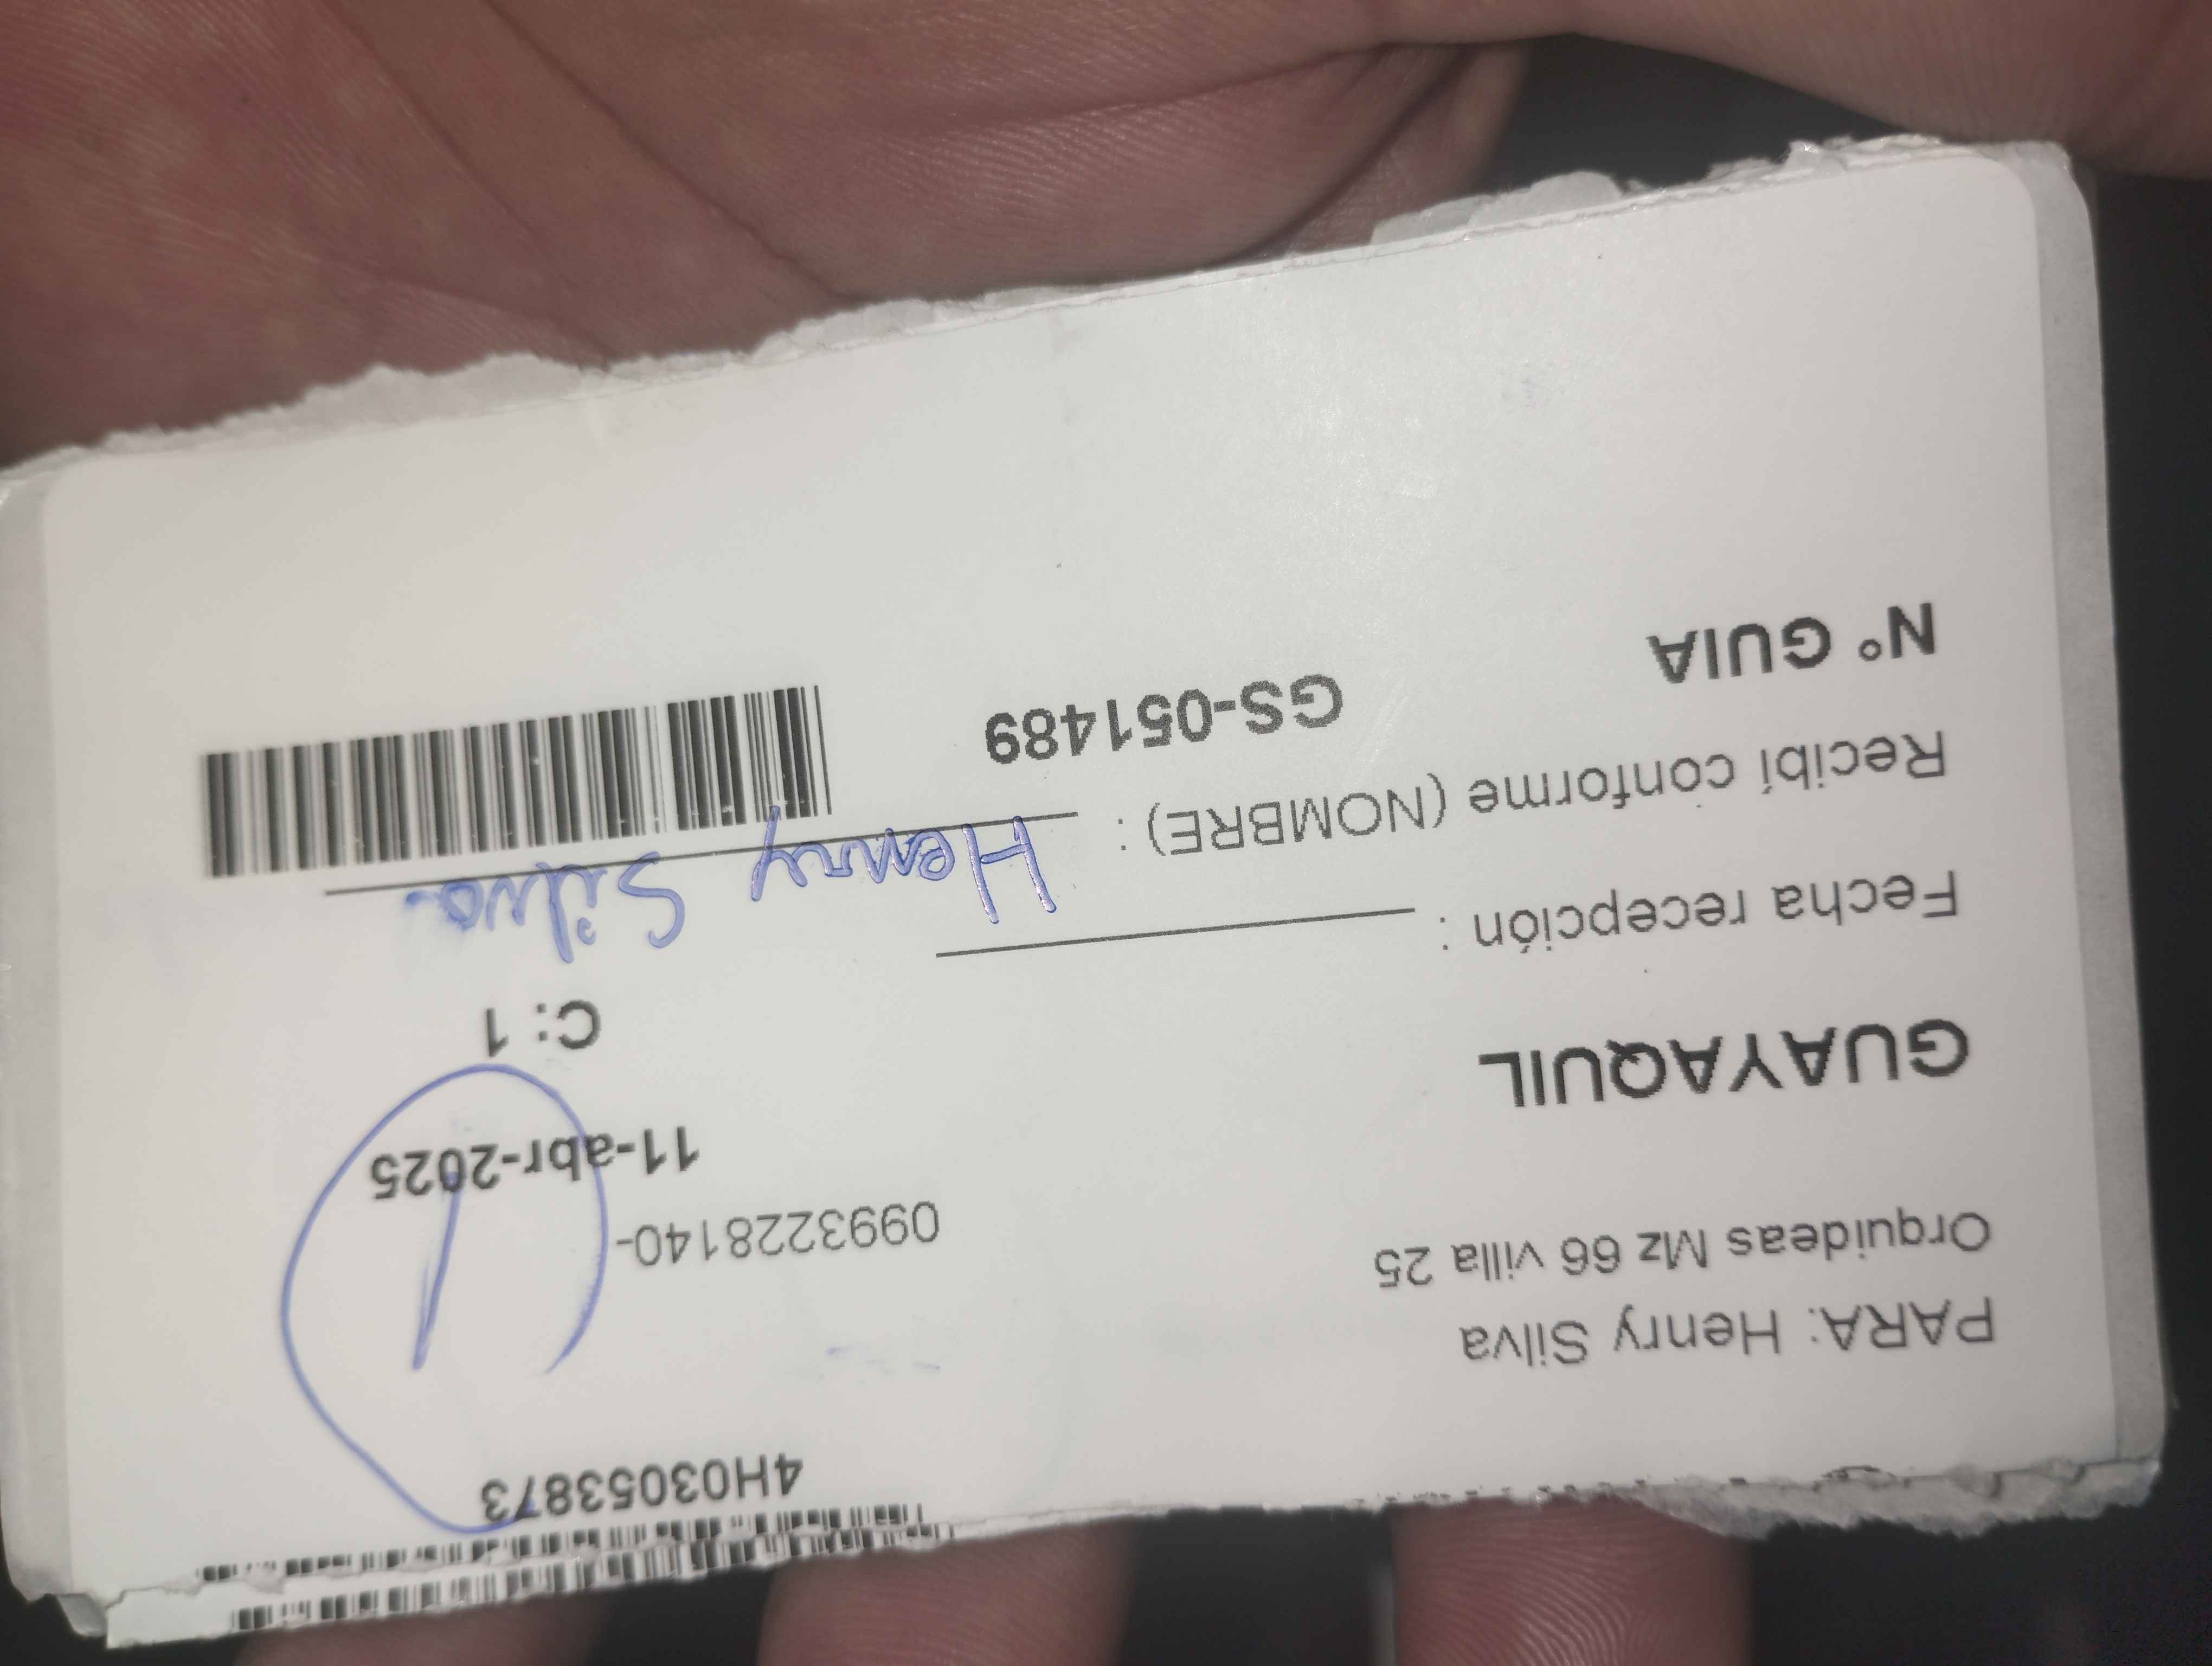 4H03053873
PARA: Henry Silva
Orquideas Mz 66 villa 25
0993228140-
11-abr-2025
1
GUAYAQUIL
C: 1
Fecha recepción :
Recibí conforme (NOMBRE) : Henry Silva
GS-051489
N° GUIA